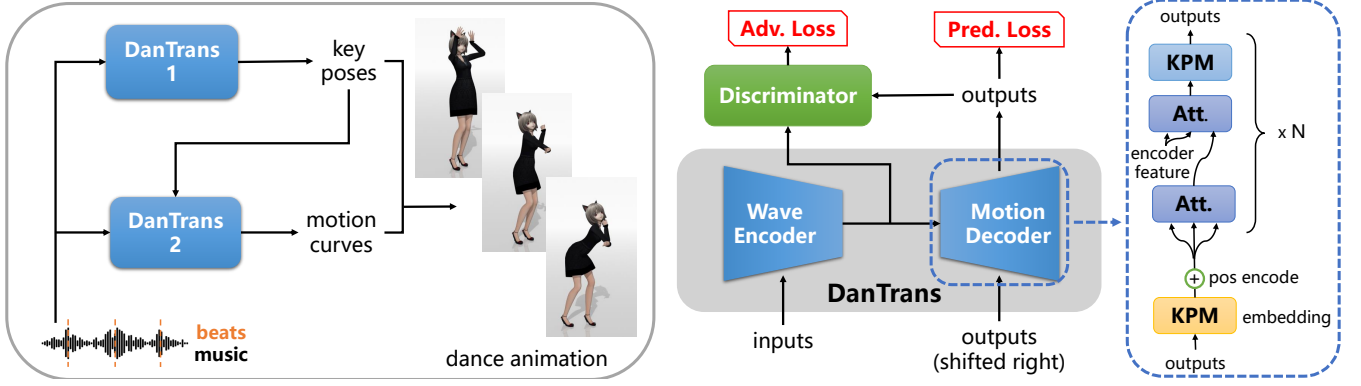 DanTrans
1
key
poses
DanTrans
2
motion
curves
beats
music
dance animation
Adv. Loss
Pred. Loss
Discriminator
outputs
Wave
Encoder
Motion
Decoder
DanTrans
inputs
outputs
(shifted right)
outputs
KPM
Att.
x N
encoder
feature
Att.
+
pos encode
KPM
embedding
outputs